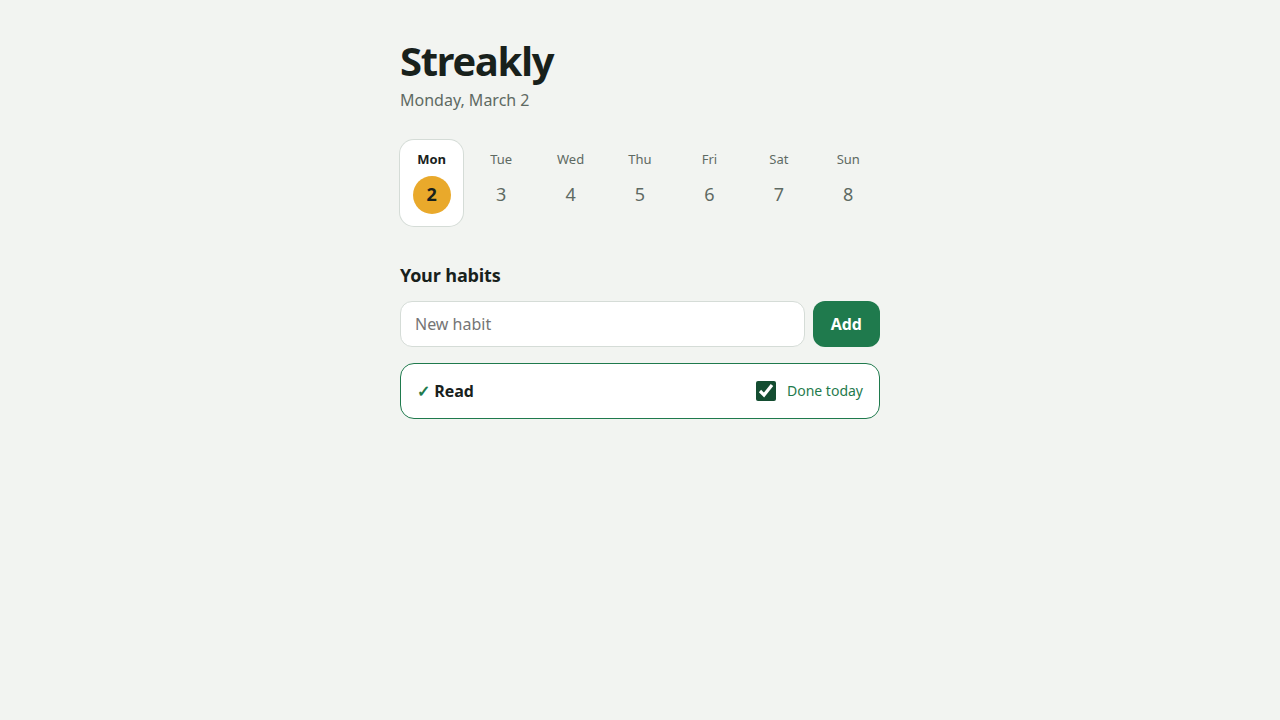 Streakly
Monday, March 2
Mon Tue Wed Thu Fri Sat Sun
2 3 4 5 6 7 8
Your habits
New habit Add
✓ Read Done today